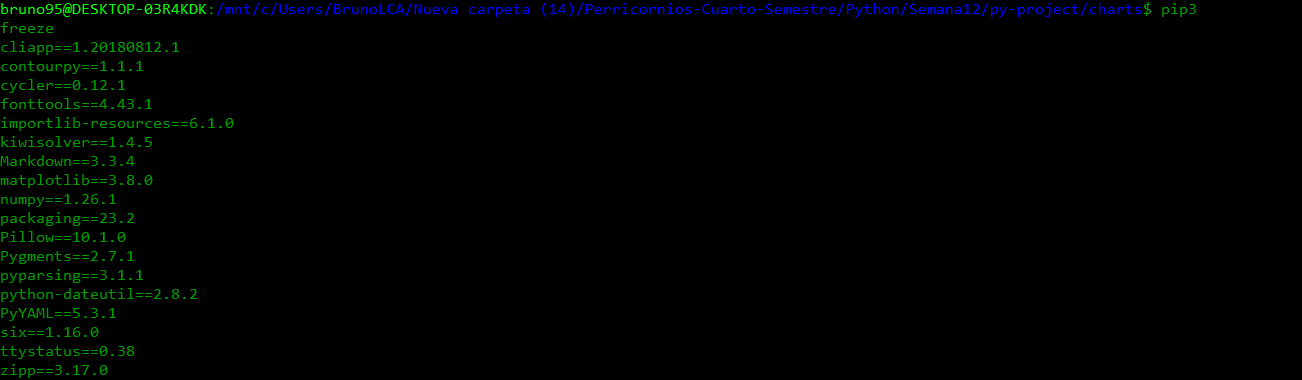 bruno95@DESKTOP-03R4KDK:/mnt/c/Users/BrunoLCA/Nueva carpeta (14)/Perricornios-Cuarto-Semestre/Python/Semana12/py-project/charts$ pip3
freeze
cliapp==1.20180812.1
contourpy==1.1.1
cycler==0.12.1
fonttools==4.43.1
importlib-resources==6.1.0
kiwisolver==1.4.5
Markdown==3.3.4
matplotlib==3.8.0
numpy==1.26.1
packaging==23.2
Pillow==10.1.0
Pygments==2.7.1
pyparsing==3.1.1
python-dateutil==2.8.2
PyYAML==5.3.1
six==1.16.0
ttystatus==0.38
zipp==3.17.0